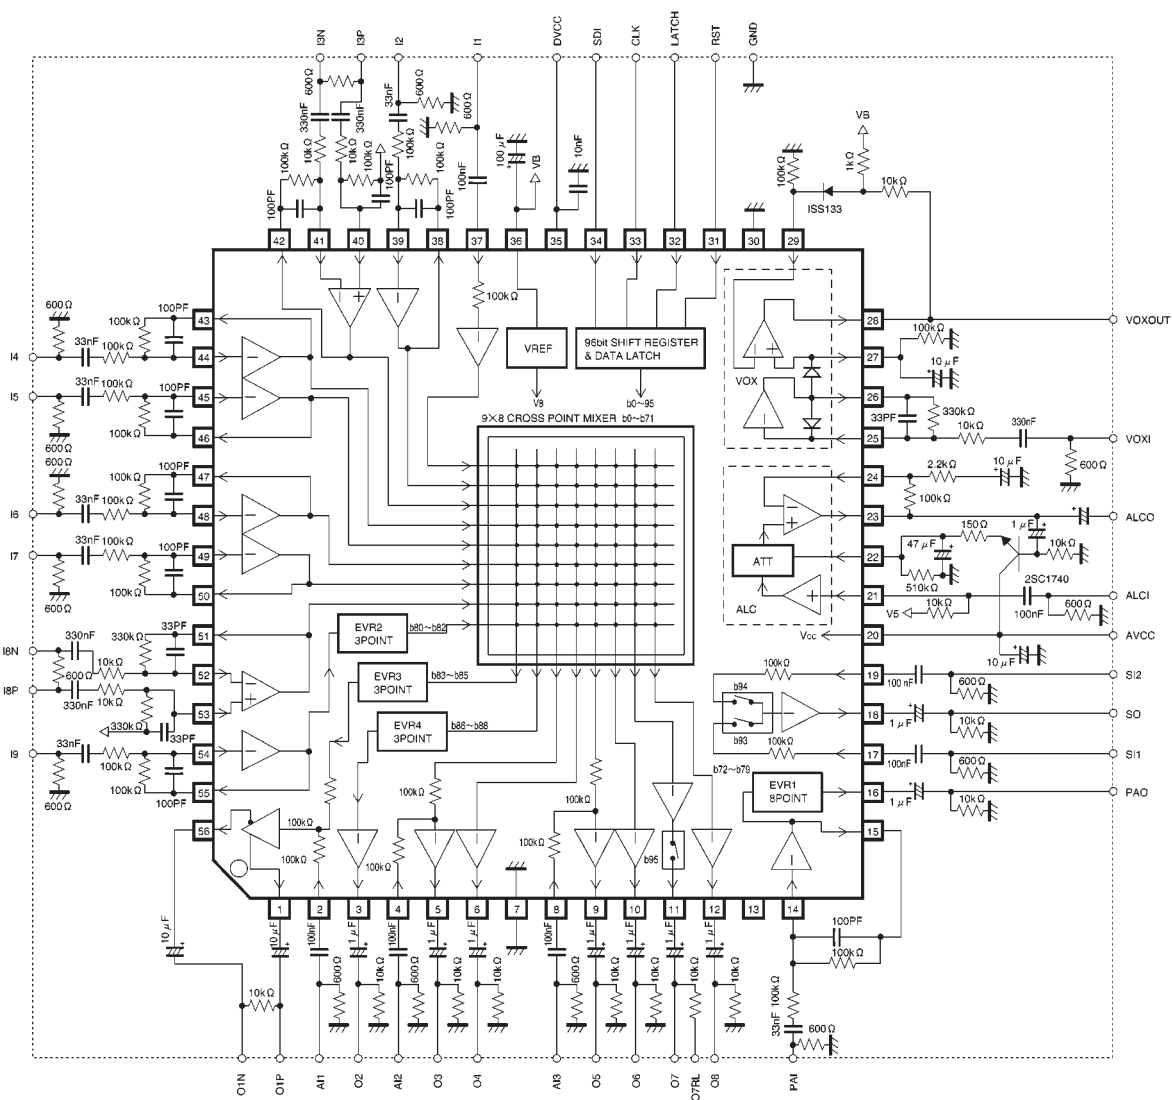 I3N I3P I2 I1 DVCC SDI CLK LATCH RST GND
600Ω 33nF 600Ω 600Ω VB
330nF 330nF 100μF 10nF 100kΩ 1kΩ
10kΩ 10kΩ 100kΩ 100kΩ VB 10kΩ
100kΩ 100kΩ 100nF ISS133
100PF 100PF 100PF
42 41 40 39 38 37 36 35 34 33 32 31 30 29
600Ω 100PF 43 100kΩ 28 VOXOUT
100kΩ 100kΩ
I4 33nF 100kΩ 44 VREF 96bit SHIFT REGISTER & DATA LATCH VOX 27 10μF
I5 33nF 100kΩ 100PF 45 V8 b0~95 26 330kΩ
33PF 330nF
9X8 CROSS POINT MIXER b0~b71
600Ω 100kΩ 46 25 10kΩ VOXI
600Ω 100PF 47 24 2.2kΩ 10μF 600Ω
100kΩ 100kΩ
I6 33nF 100kΩ 48 23 ALCO
150Ω 1μF
I7 33nF 100kΩ 100PF 49 ATT 22 47μF 10kΩ
600Ω 100kΩ 50 ALC 21 510kΩ 2SC1740 ALCI
V5 10kΩ 100nF 600Ω
330nF 330kΩ 33PF 51 EVR2 3POINT b80~b82 Vcc 20 AVCC
I8N 10kΩ 52 10μF
600Ω EVR3 3POINT b83~b85 100kΩ 19 100nF SI2
I8P 10kΩ b94 600Ω
330nF 53 EVR4 3POINT b86~b88 18 1μF SO
330kΩ 33PF b93 10kΩ
I9 33nF 100kΩ 54 100kΩ 17 100nF SI1
b72~b79 600Ω
600Ω 100kΩ 100PF 55 100kΩ EVR1 8POINT 16 1μF PAO
10kΩ
56 100kΩ 100kΩ 15
100kΩ 100kΩ 100kΩ b95
1 2 3 4 5 6 7 8 9 10 11 12 13 14
10μF 10μF 100nF 1μF 100nF 1μF 1μF 100nF 1μF 1μF 1μF 1μF 100PF
100kΩ
10kΩ 600Ω 10kΩ 600Ω 10kΩ 10kΩ 600Ω 10kΩ 10kΩ 10kΩ 10kΩ 100kΩ
33nF 600Ω
O1N O1P AI1 O2 AI2 O3 O4 AI3 O5 O6 O7 O7RL O8 PAI